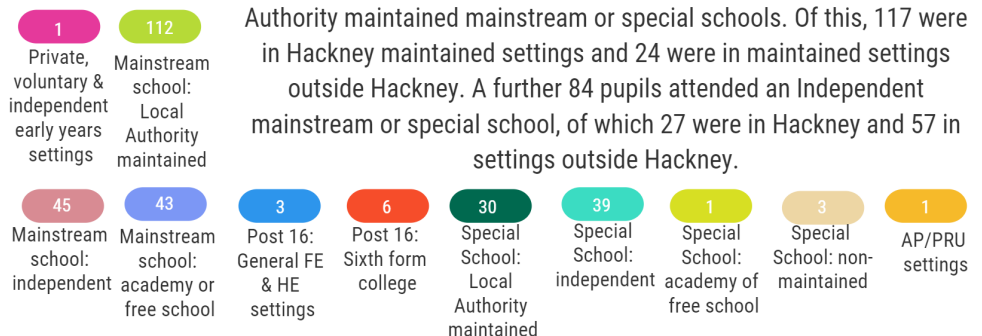 Authority maintained mainstream or special schools. Of this, 117 were
in Hackney maintained settings and 24 were in maintained settings
outside Hackney. A further 84 pupils attended an Independent
mainstream or special school, of which 27 were in Hackney and 57 in
settings outside Hackney.
1
Private,
voluntary &
independent
early years
settings
112
Mainstream
school:
Local
Authority
maintained
45
Mainstream
school:
independent
43
Mainstream
school:
academy or
free school
3
Post 16:
General FE
& HE
settings
6
Post 16:
Sixth form
college
30
Special
School:
Local
Authority
maintained
39
Special
School:
independent
1
Special
School:
academy of
free school
3
Special
School: non-
maintained
1
AP/PRU
settings